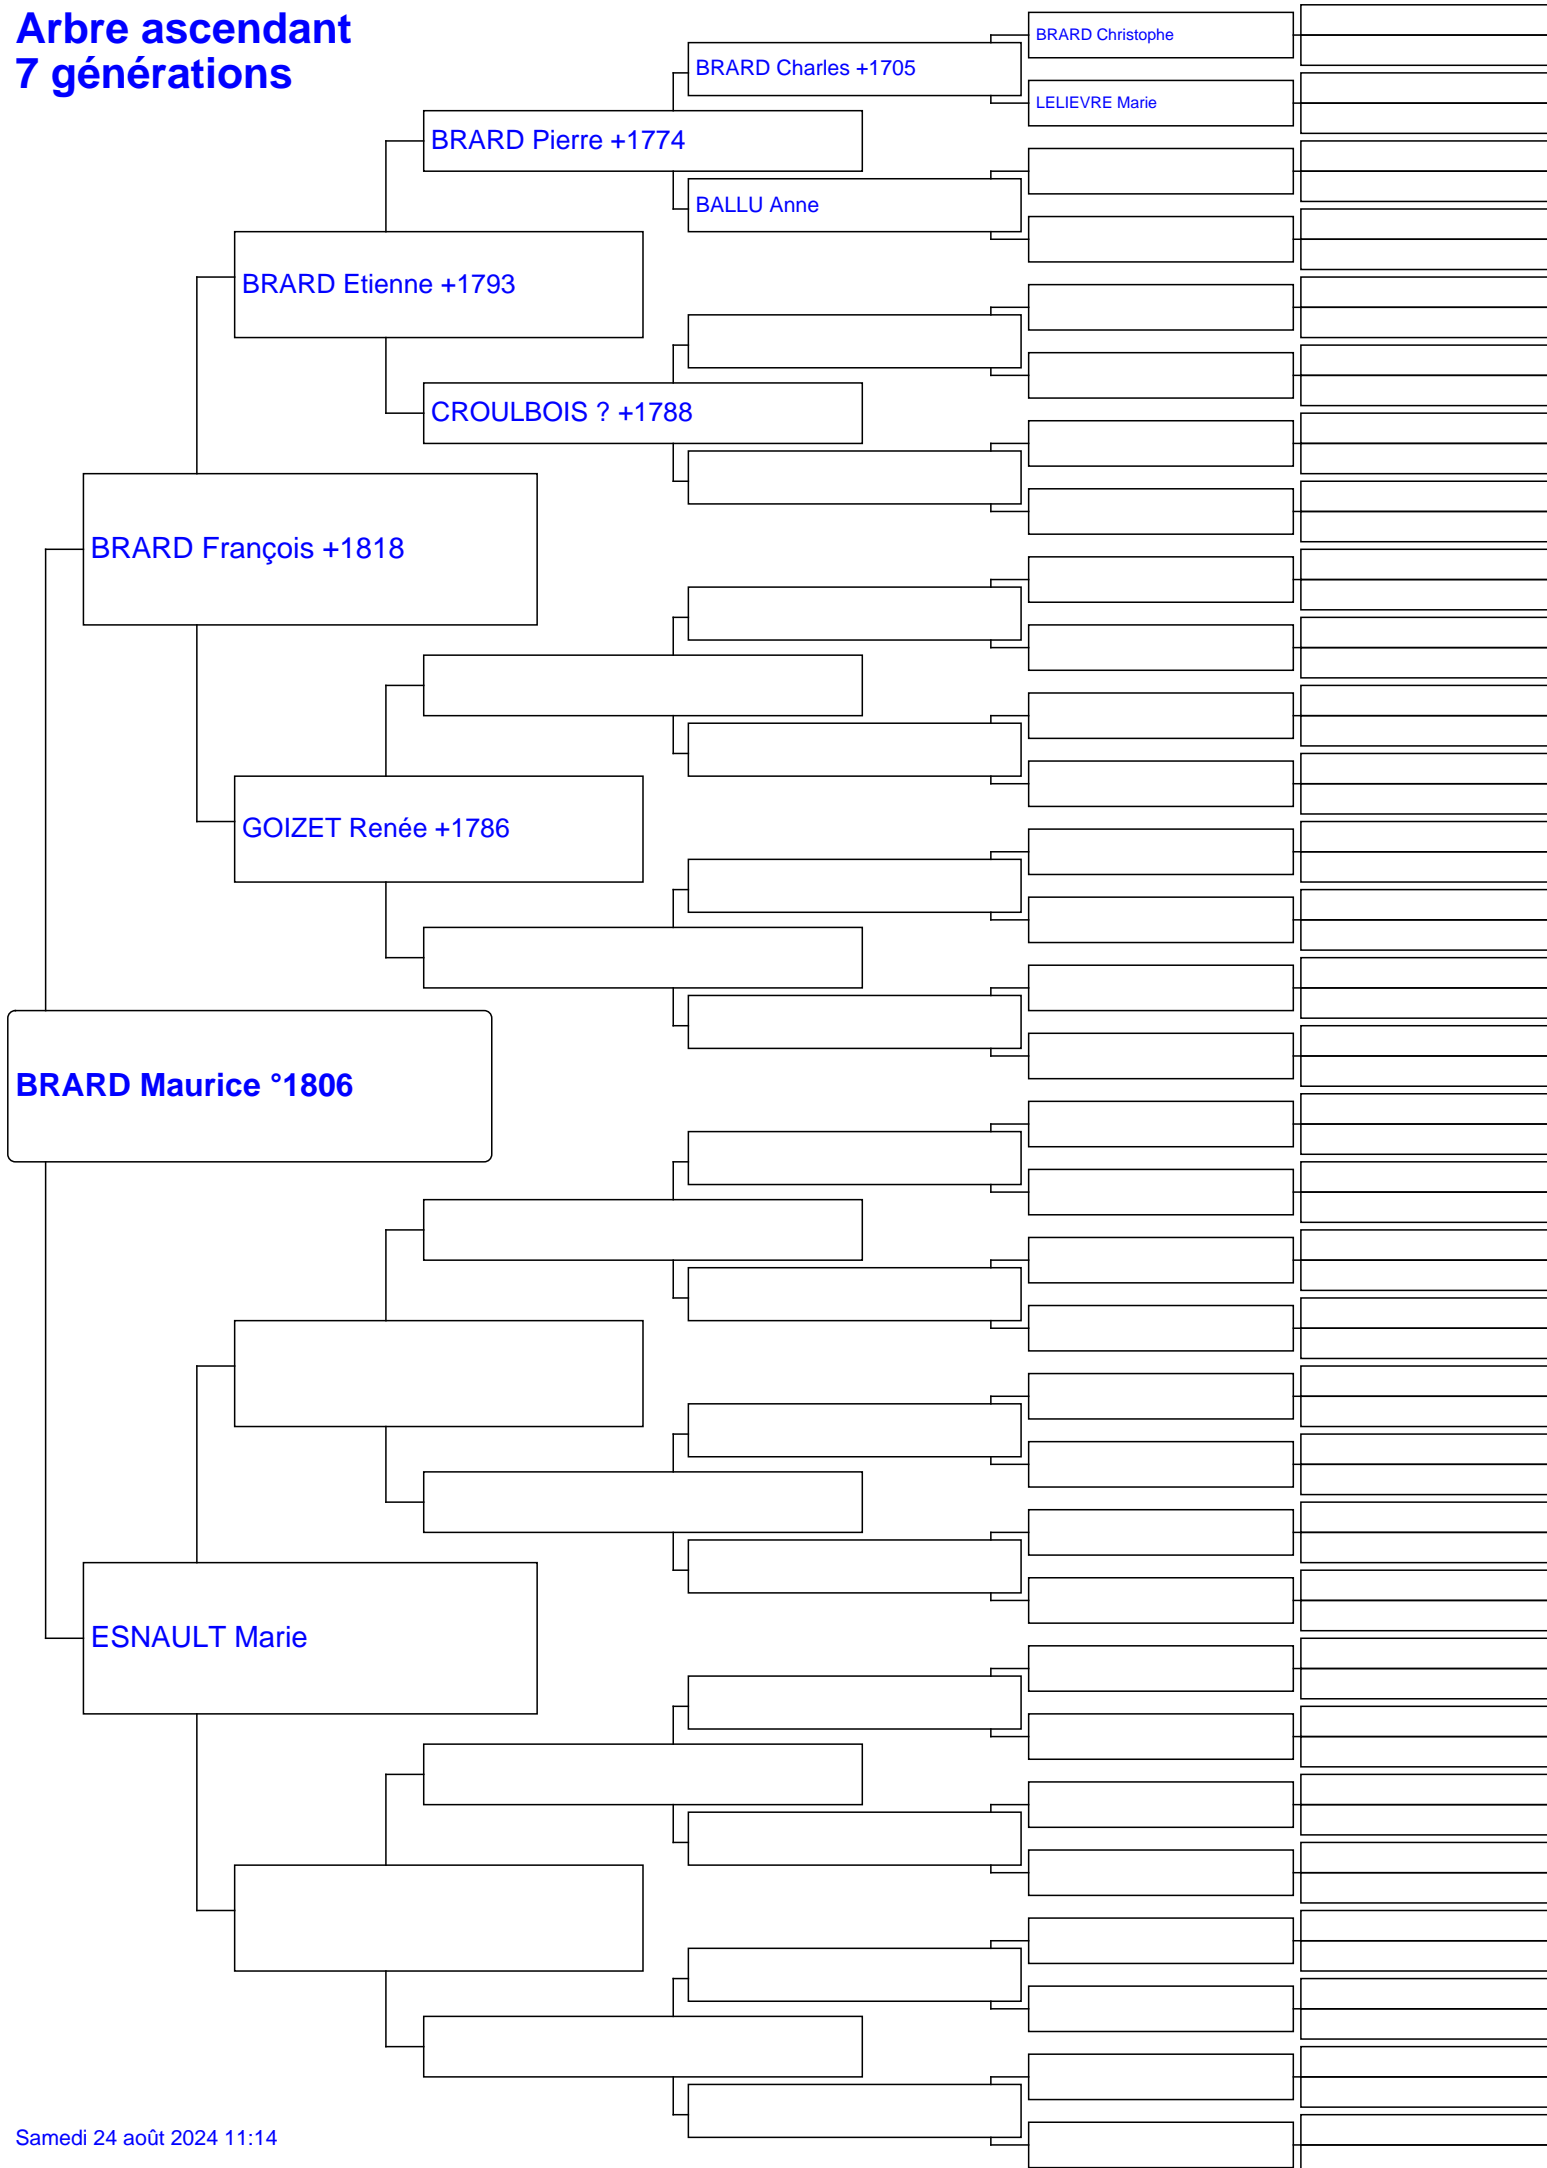 Arbre ascendant
7 générations
BRARD Christophe
BRARD Charles +1705
LELIEVRE Marie
BRARD Pierre +1774
BALLU Anne
BRARD Etienne +1793
CROULBOIS ? +1788
BRARD François +1818
GOIZET Renée +1786
BRARD Maurice °1806
ESNAULT Marie
Samedi 24 août 2024 11:14